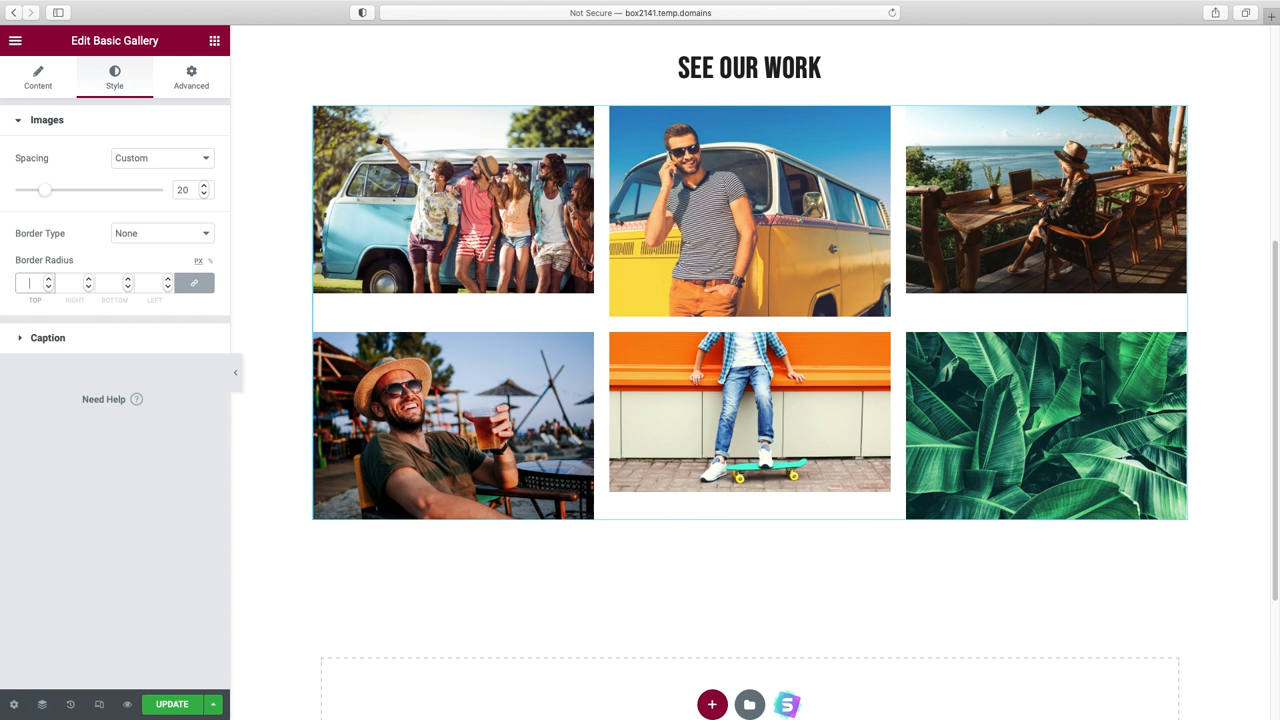 Not Secure — box2141.temp.domains
Edit Basic Gallery
Content
Style
Advanced
Images
Spacing
Custom
20
Border Type
None
Border Radius
PX %
TOP RIGHT BOTTOM LEFT
Caption
Need Help ?
UPDATE
SEE OUR WORK
S